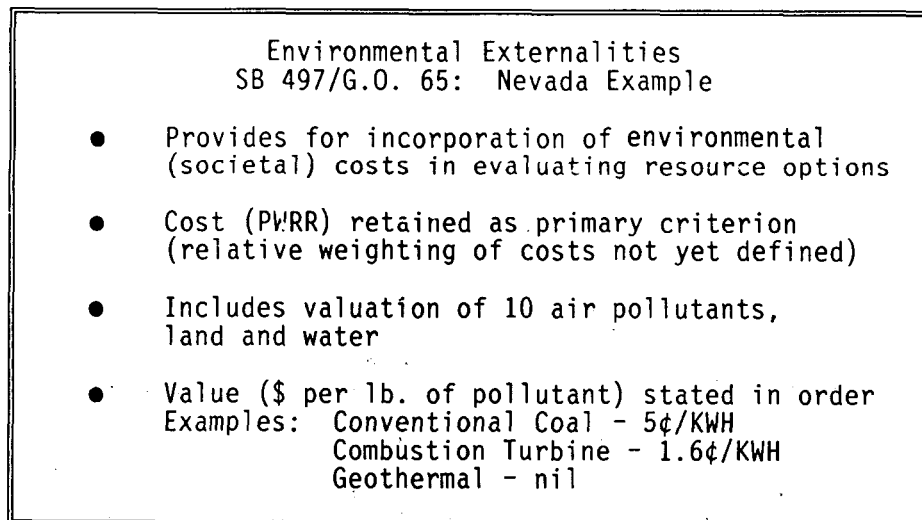 Environmental Externalities
SB 497/G.O. 65: Nevada Example
● Provides for incorporation of environmental
(societal) costs in evaluating resource options
● Cost (PWRR) retained as primary criterion
(relative weighting of costs not yet defined)
● Includes valuation of 10 air pollutants,
land and water
● Value ($ per lb. of pollutant) stated in order
Examples: Conventional Coal - 5¢/KWH
Combustion Turbine - 1.6¢/KWH
Geothermal - nil